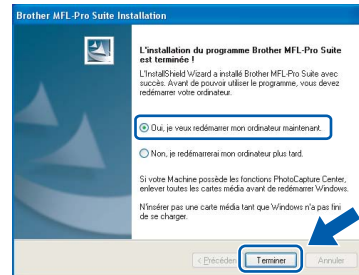 Brother MFL-Pro Suite Installation
L'installation du programme Brother MFL-Pro Suite
est terminée !
L'InstallShield Wizard a installé Brother MFL-Pro Suite avec
succès. Avant de pouvoir utiliser le programme, vous devez
redémarrer votre ordinateur.
Oui, je veux redémarrer mon ordinateur maintenant.
Non, je redémarrerai mon ordinateur plus tard.
Si votre Machine possède les fonctions PhotoCapture Center,
enlever toutes les cartes média avant de redémarrer Windows.
N'insérer pas une carte média tant que Windows n'a pas fini
de se charger.
< Précéden
Terminer
Annuler